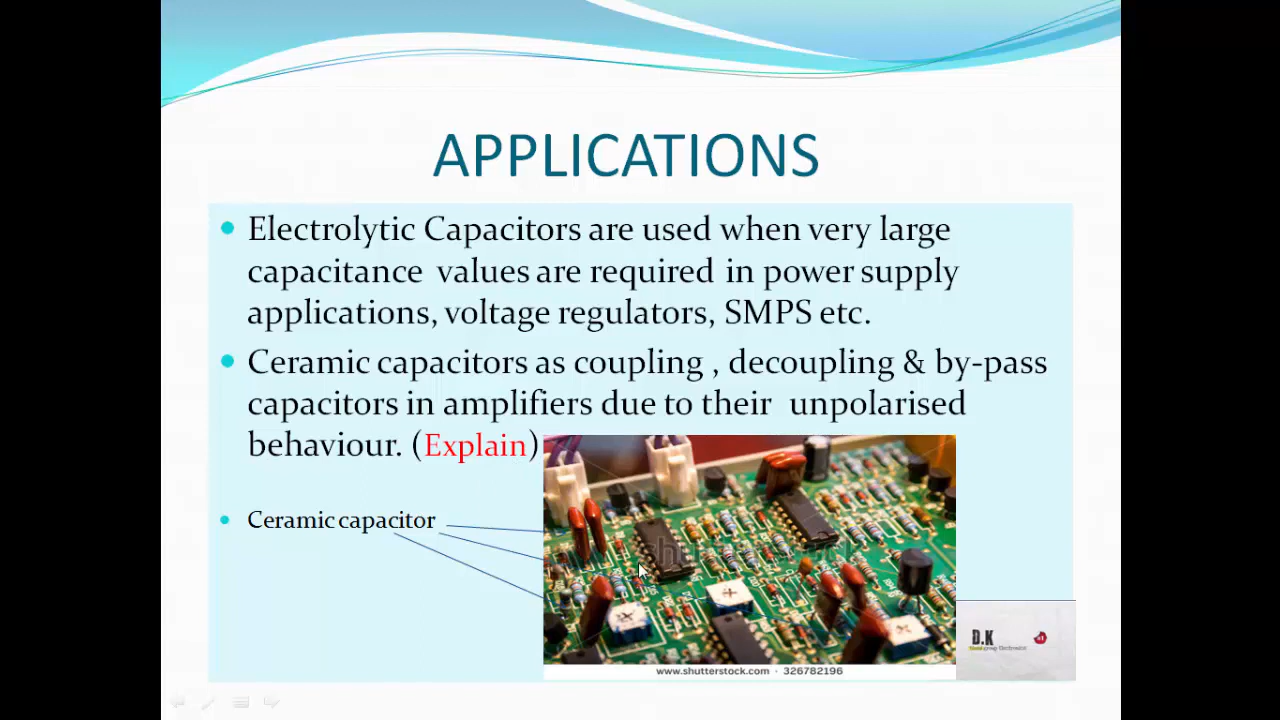 APPLICATIONS
Electrolytic Capacitors are used when very large
capacitance values are required in power supply
applications, voltage regulators, SMPS etc.
Ceramic capacitors as coupling , decoupling & by-pass
capacitors in amplifiers due to their unpolarised
behaviour. (Explain)
Ceramic capacitor
shutterstock
www.shutterstock.com · 326782196
D.K